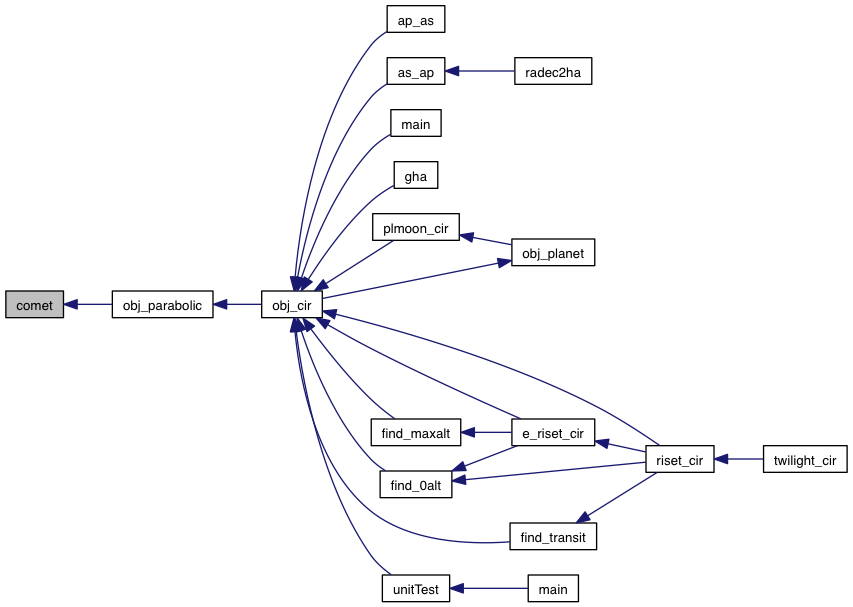 ap_as
as_ap
radec2ha
main
gha
plmoon_cir
obj_planet
comet
obj_parabolic
obj_cir
find_maxalt
e_riset_cir
riset_cir
twilight_cir
find_0alt
find_transit
unitTest
main